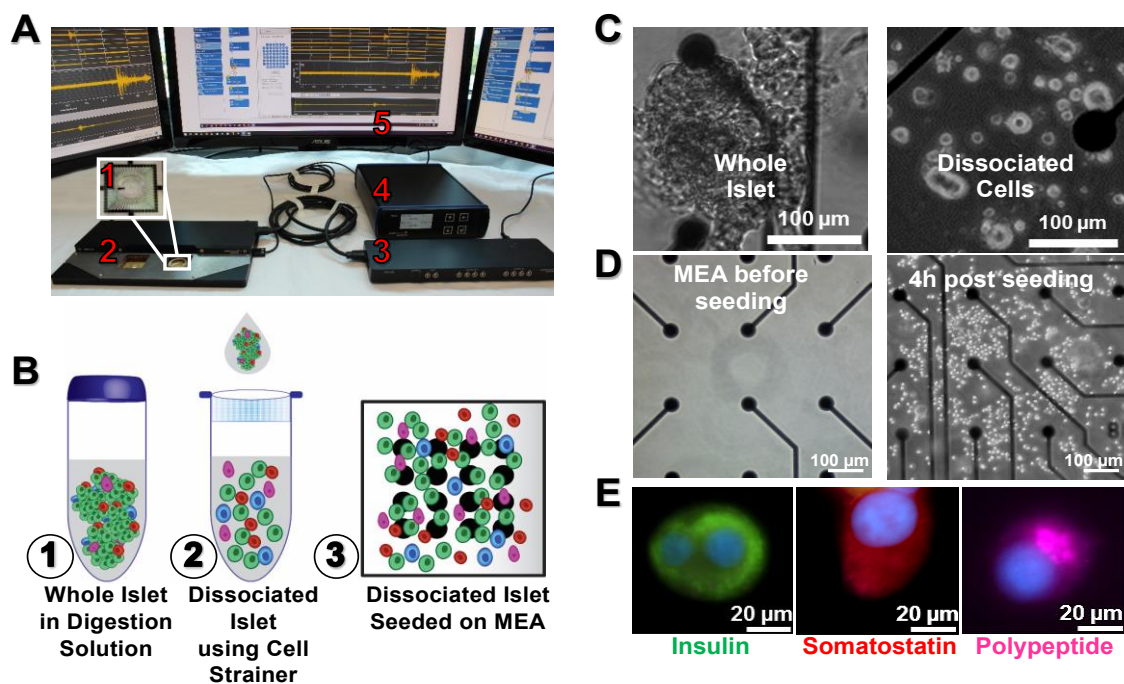 A
1
2
3
4
5
ASUS
B
1
Whole Islet
in Digestion
Solution
2
Dissociated
Islet
using Cell
Strainer
3
Dissociated Islet
Seeded on MEA
C
Whole
Islet
100 µm
Dissociated
Cells
100 µm
D
MEA before
seeding
100 µm
4h post seeding
100 µm
E
20 µm
Insulin
20 µm
Somatostatin
20 µm
Polypeptide